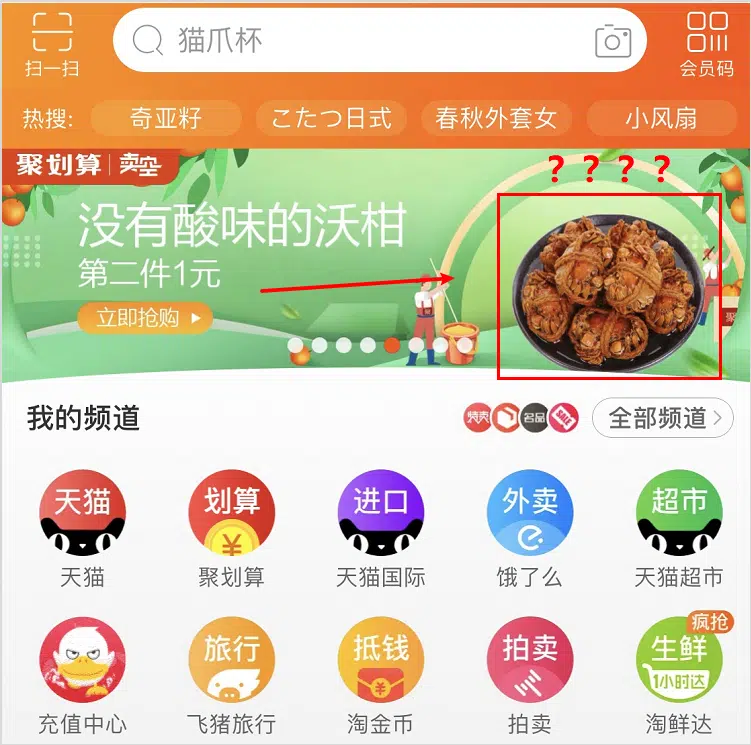 猫爪杯
扫一扫
会员码
热搜: 奇亚籽 こたつ日式 春秋外套女 小风扇
聚划算 | 卖空
? ? ? ?
没有酸味的沃柑
第二件1元
立即抢购
聚
我的频道
卖 名品 SALE 全部频道 >
天猫 划算 进口 外卖 超市
¥ e
天猫 聚划算 天猫国际 饿了么 天猫超市
疯抢
旅行 抵钱 拍卖 生鲜
¥ 1小时达
充值中心 飞猪旅行 淘金币 拍卖 淘鲜达